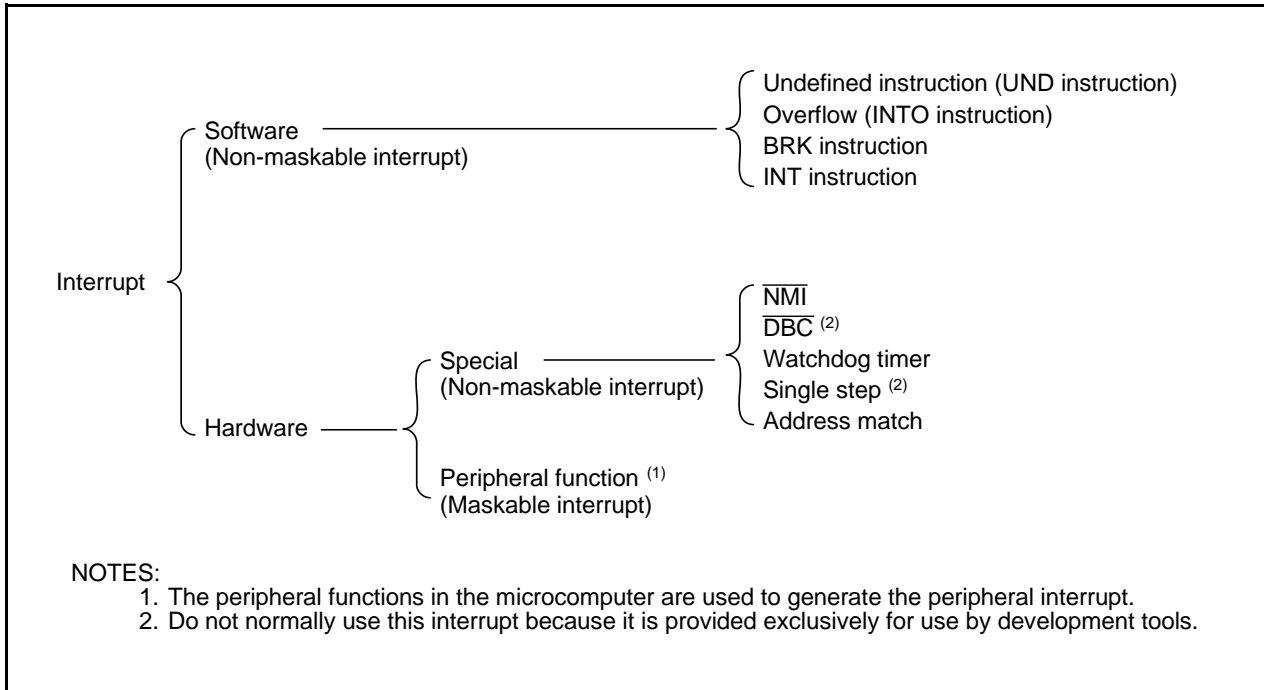 Interrupt
Software
(Non-maskable interrupt)
Undefined instruction (UND instruction)
Overflow (INTO instruction)
BRK instruction
INT instruction
Hardware
Special
(Non-maskable interrupt)
N̅M̅I̅
D̅B̅C̅ (2)
Watchdog timer
Single step (2)
Address match
Peripheral function (1)
(Maskable interrupt)
NOTES:
1. The peripheral functions in the microcomputer are used to generate the peripheral interrupt.
2. Do not normally use this interrupt because it is provided exclusively for use by development tools.